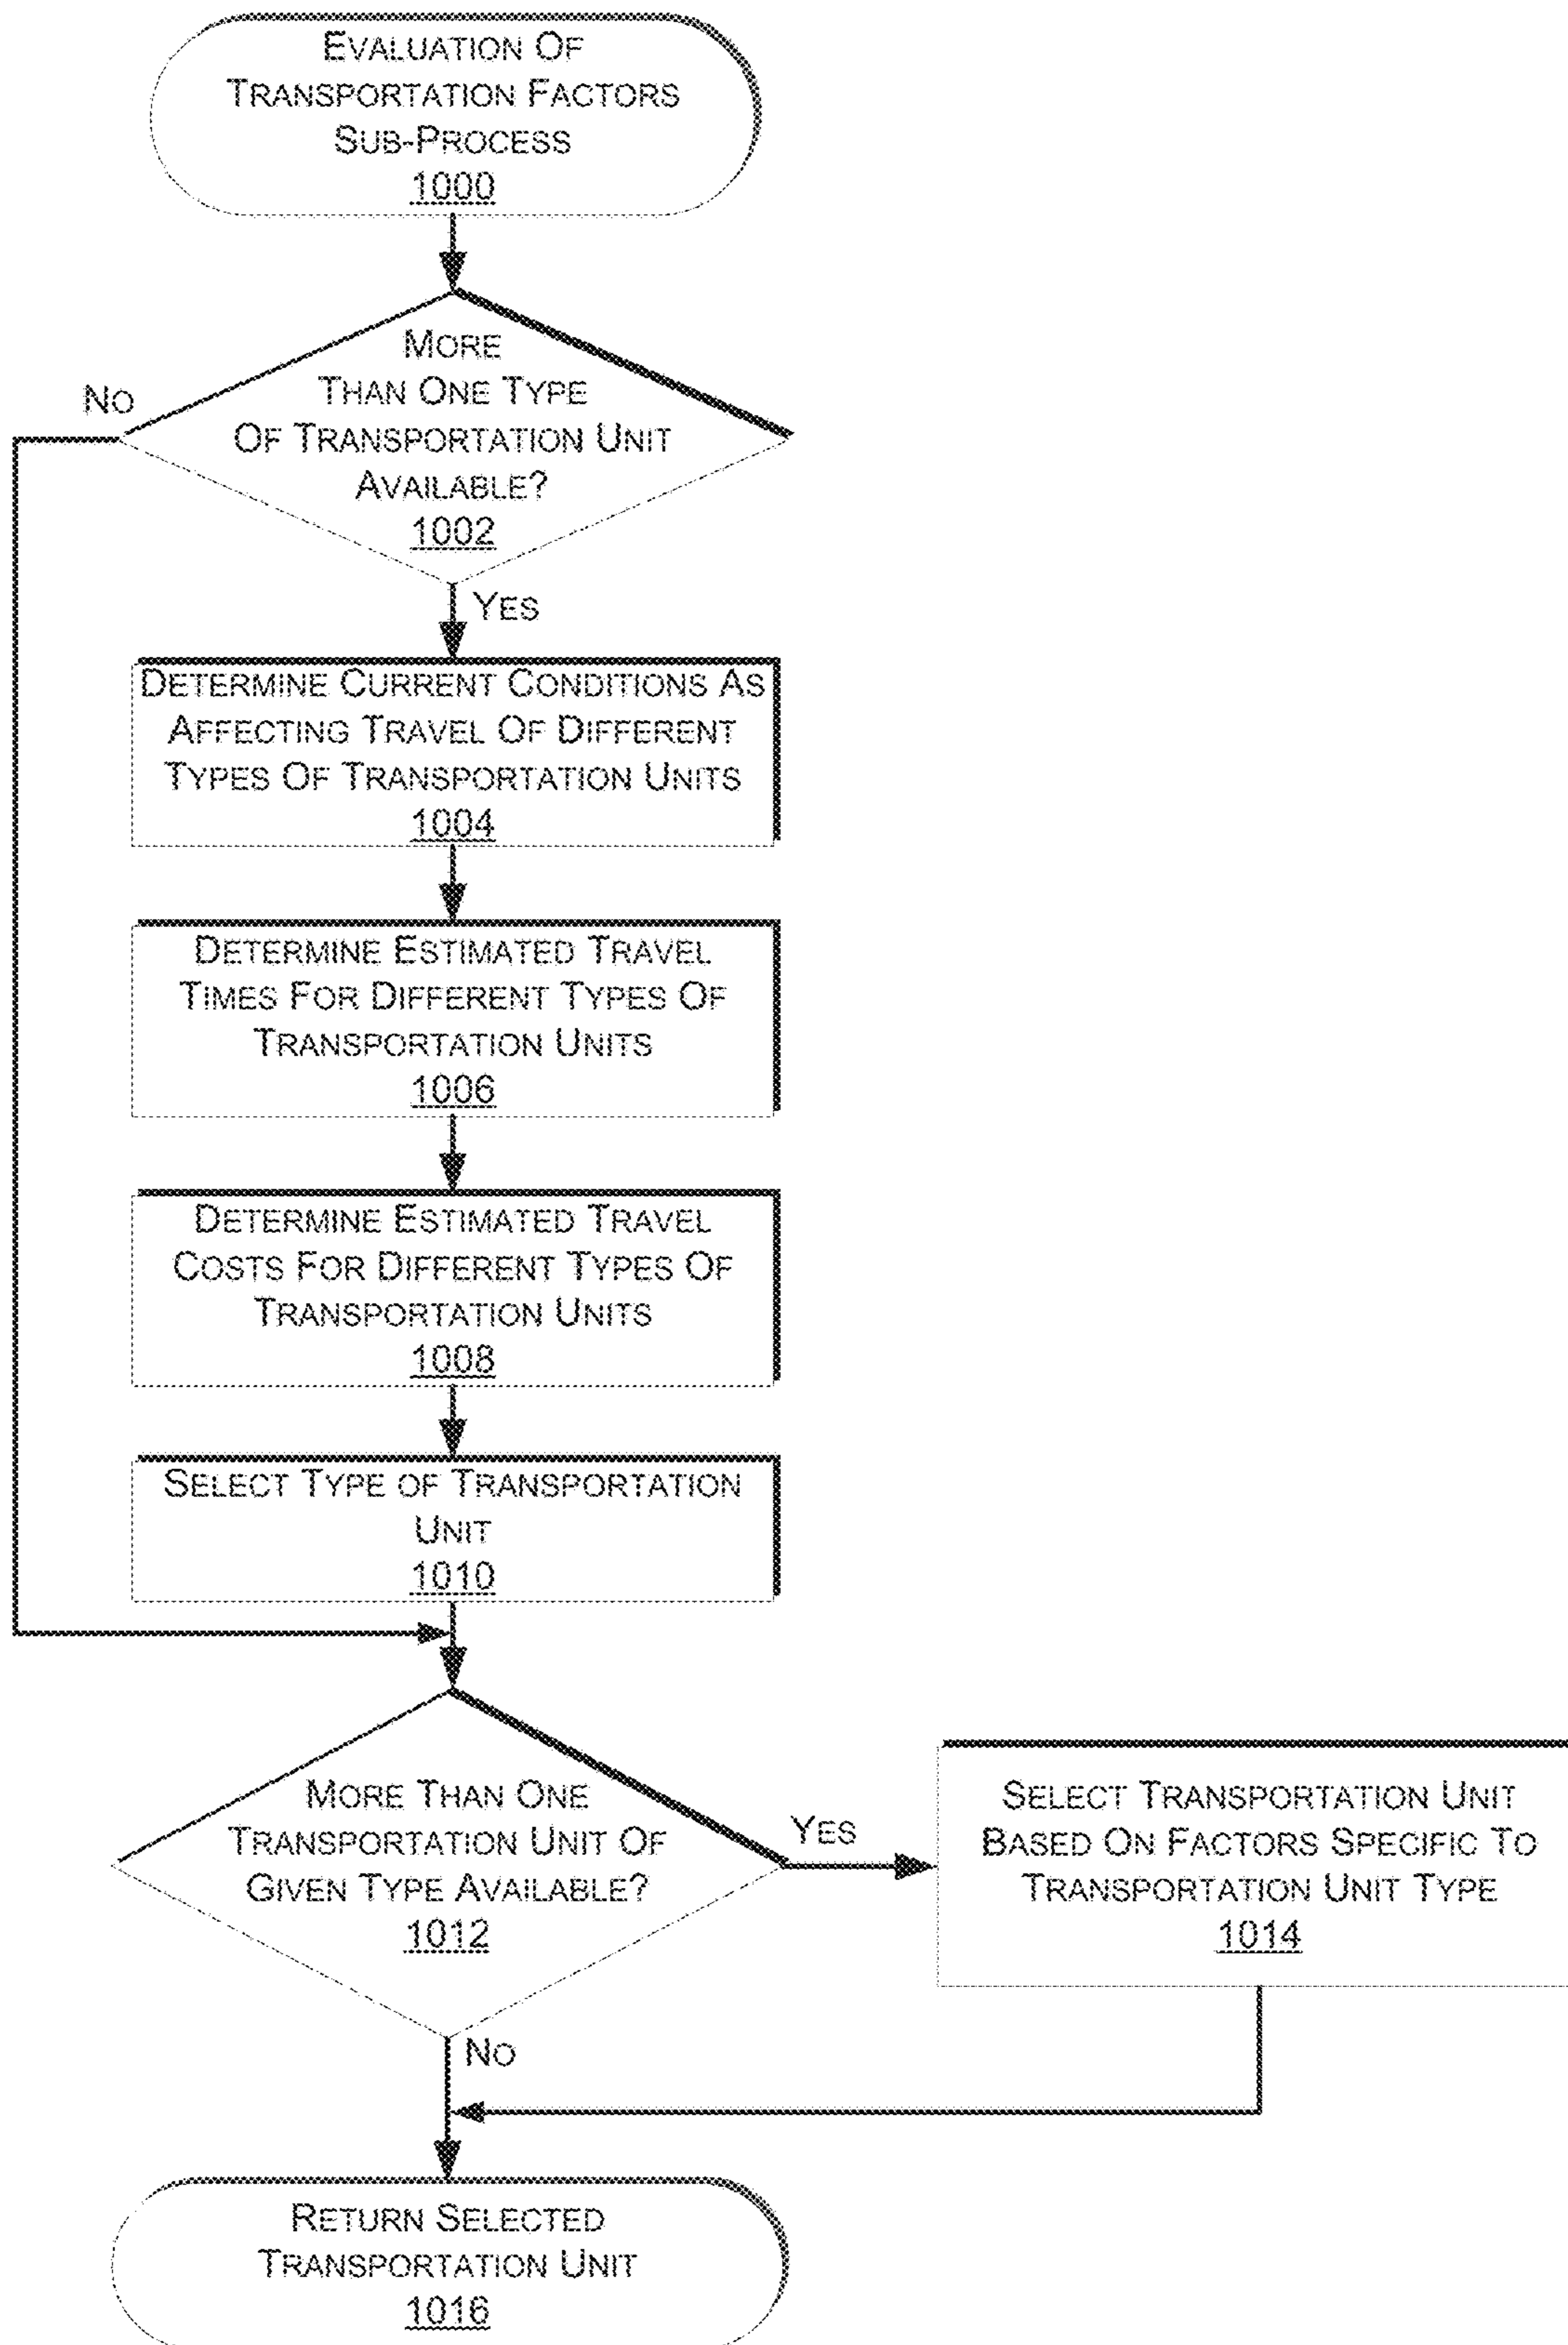 EVALUATION OF
TRANSPORTATION FACTORS
SUB-PROCESS
1000
MORE
THAN ONE TYPE
OF TRANSPORTATION UNIT
AVAILABLE?
1002
NO
YES
DETERMINE CURRENT CONDITIONS AS
AFFECTING TRAVEL OF DIFFERENT
TYPES OF TRANSPORTATION UNITS
1004
DETERMINE ESTIMATED TRAVEL
TIMES FOR DIFFERENT TYPES OF
TRANSPORTATION UNITS
1006
DETERMINE ESTIMATED TRAVEL
COSTS FOR DIFFERENT TYPES OF
TRANSPORTATION UNITS
1008
SELECT TYPE OF TRANSPORTATION
UNIT
1010
MORE THAN ONE
TRANSPORTATION UNIT OF
GIVEN TYPE AVAILABLE?
1012
YES
SELECT TRANSPORTATION UNIT
BASED ON FACTORS SPECIFIC TO
TRANSPORTATION UNIT TYPE
1014
NO
RETURN SELECTED
TRANSPORTATION UNIT
1016